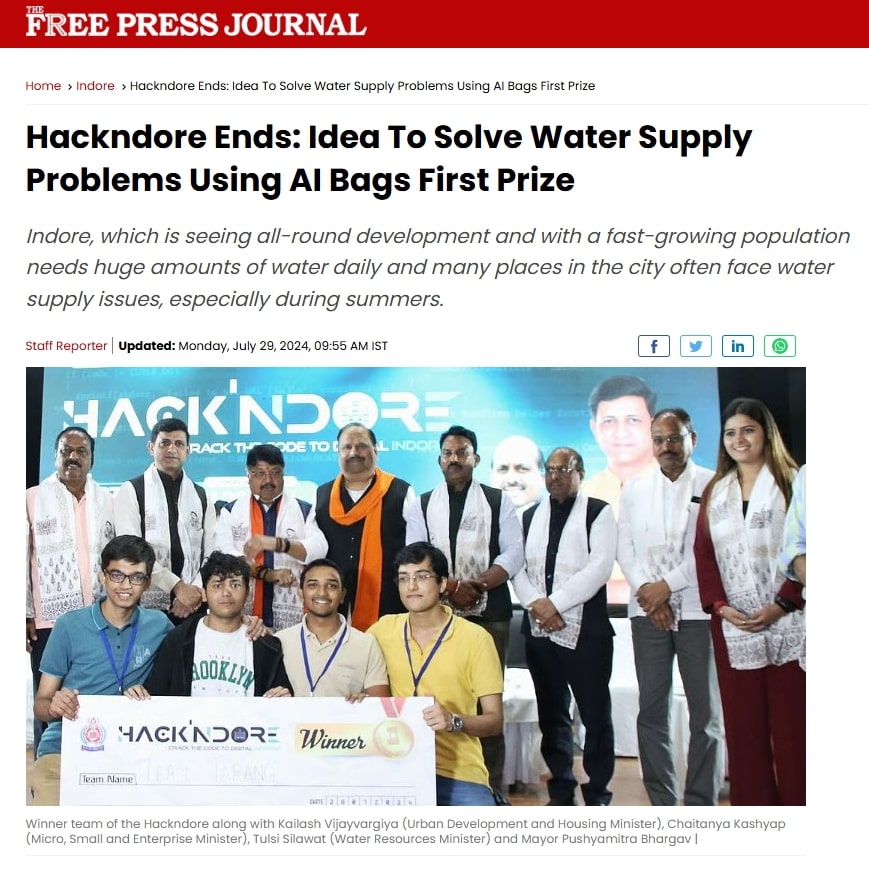 THE
FREE PRESS JOURNAL
Home › Indore › Hackndore Ends: Idea To Solve Water Supply Problems Using AI Bags First Prize
Hackndore Ends: Idea To Solve Water Supply
Problems Using AI Bags First Prize
Indore, which is seeing all-round development and with a fast-growing population
needs huge amounts of water daily and many places in the city often face water
supply issues, especially during summers.
Staff Reporter | Updated: Monday, July 29, 2024, 09:55 AM IST
HACK'NDORE
CRACK THE CODE TO DIGITAL INDORE
BROOKLYN
HACK'NDORE
CRACK THE CODE TO DIGITAL INDORE
Winner
1
Team Name TEAM TARANG
DATE 28072024
Winner team of the Hackndore along with Kailash Vijayvargiya (Urban Development and Housing Minister), Chaitanya Kashyap
(Micro, Small and Enterprise Minister), Tulsi Silawat (Water Resources Minister) and Mayor Pushyamitra Bhargav |